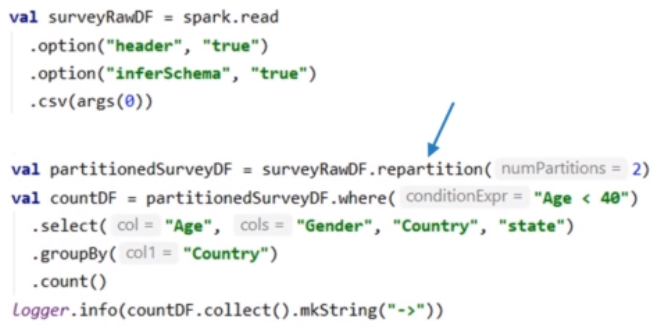 val surveyRawDF = spark.read
.option("header", "true")
.option("inferSchema", "true")
.csv(args(0))
val partitionedSurveyDF = surveyRawDF.repartition( numPartitions = 2)
val countDF = partitionedSurveyDF.where( conditionExpr = "Age < 40")
.select( col = "Age", cols = "Gender", "Country", "state")
.groupBy( col1 = "Country")
.count()
logger.info(countDF.collect().mkString("->"))